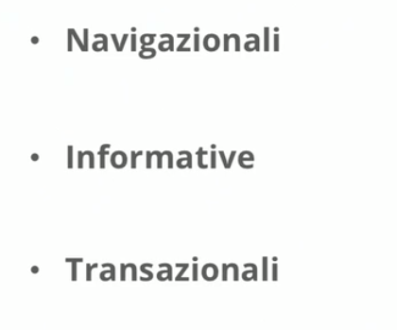 • Navigazionali
• Informative
• Transazionali